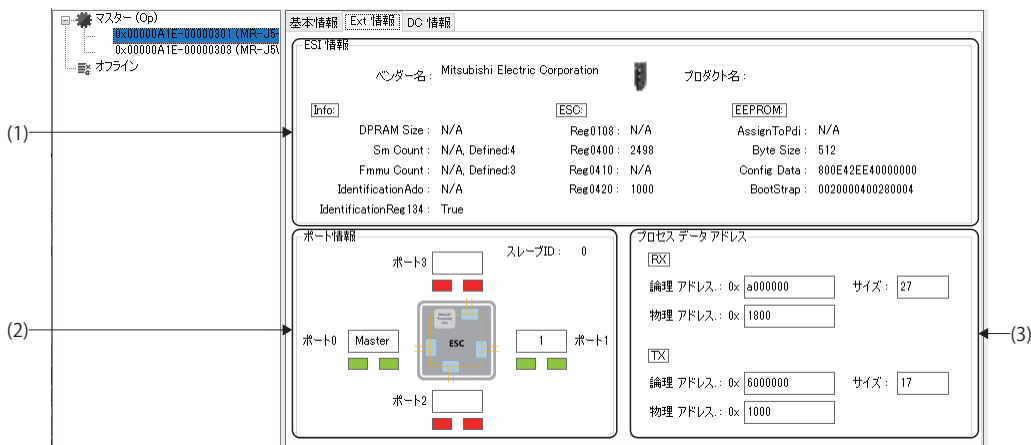 マスター (Op)
0x00000A1E-00000301 (MR-J5-
0x00000A1E-00000303 (MR-J5\
オフライン
基本情報 Ext 情報 DC 情報
(1)
ESI 情報
ベンダー名 : Mitsubishi Electric Corporation プロダクト名 :
Info: ESC: EEPROM:
DPRAM Size : N/A Reg0108 : N/A AssignToPdi : N/A
Sm Count : N/A, Defined:4 Reg0400 : 2498 Byte Size : 512
Fmmu Count : N/A, Defined:3 Reg0410 : N/A Config Data : 800E42EE40000000
IdentificationAdo : N/A Reg0420 : 1000 BootStrap : 0020000400280004
IdentificationReg134 : True
(2)
ポート情報
スレーブID : 0
ポート3
ポート0 Master
ESC
1 ポート1
ポート2
(3)
プロセス データ アドレス
RX
論理 アドレス.: 0x a000000 サイズ : 27
物理 アドレス.: 0x 1800
TX
論理 アドレス.: 0x 6000000 サイズ : 17
物理 アドレス.: 0x 1000